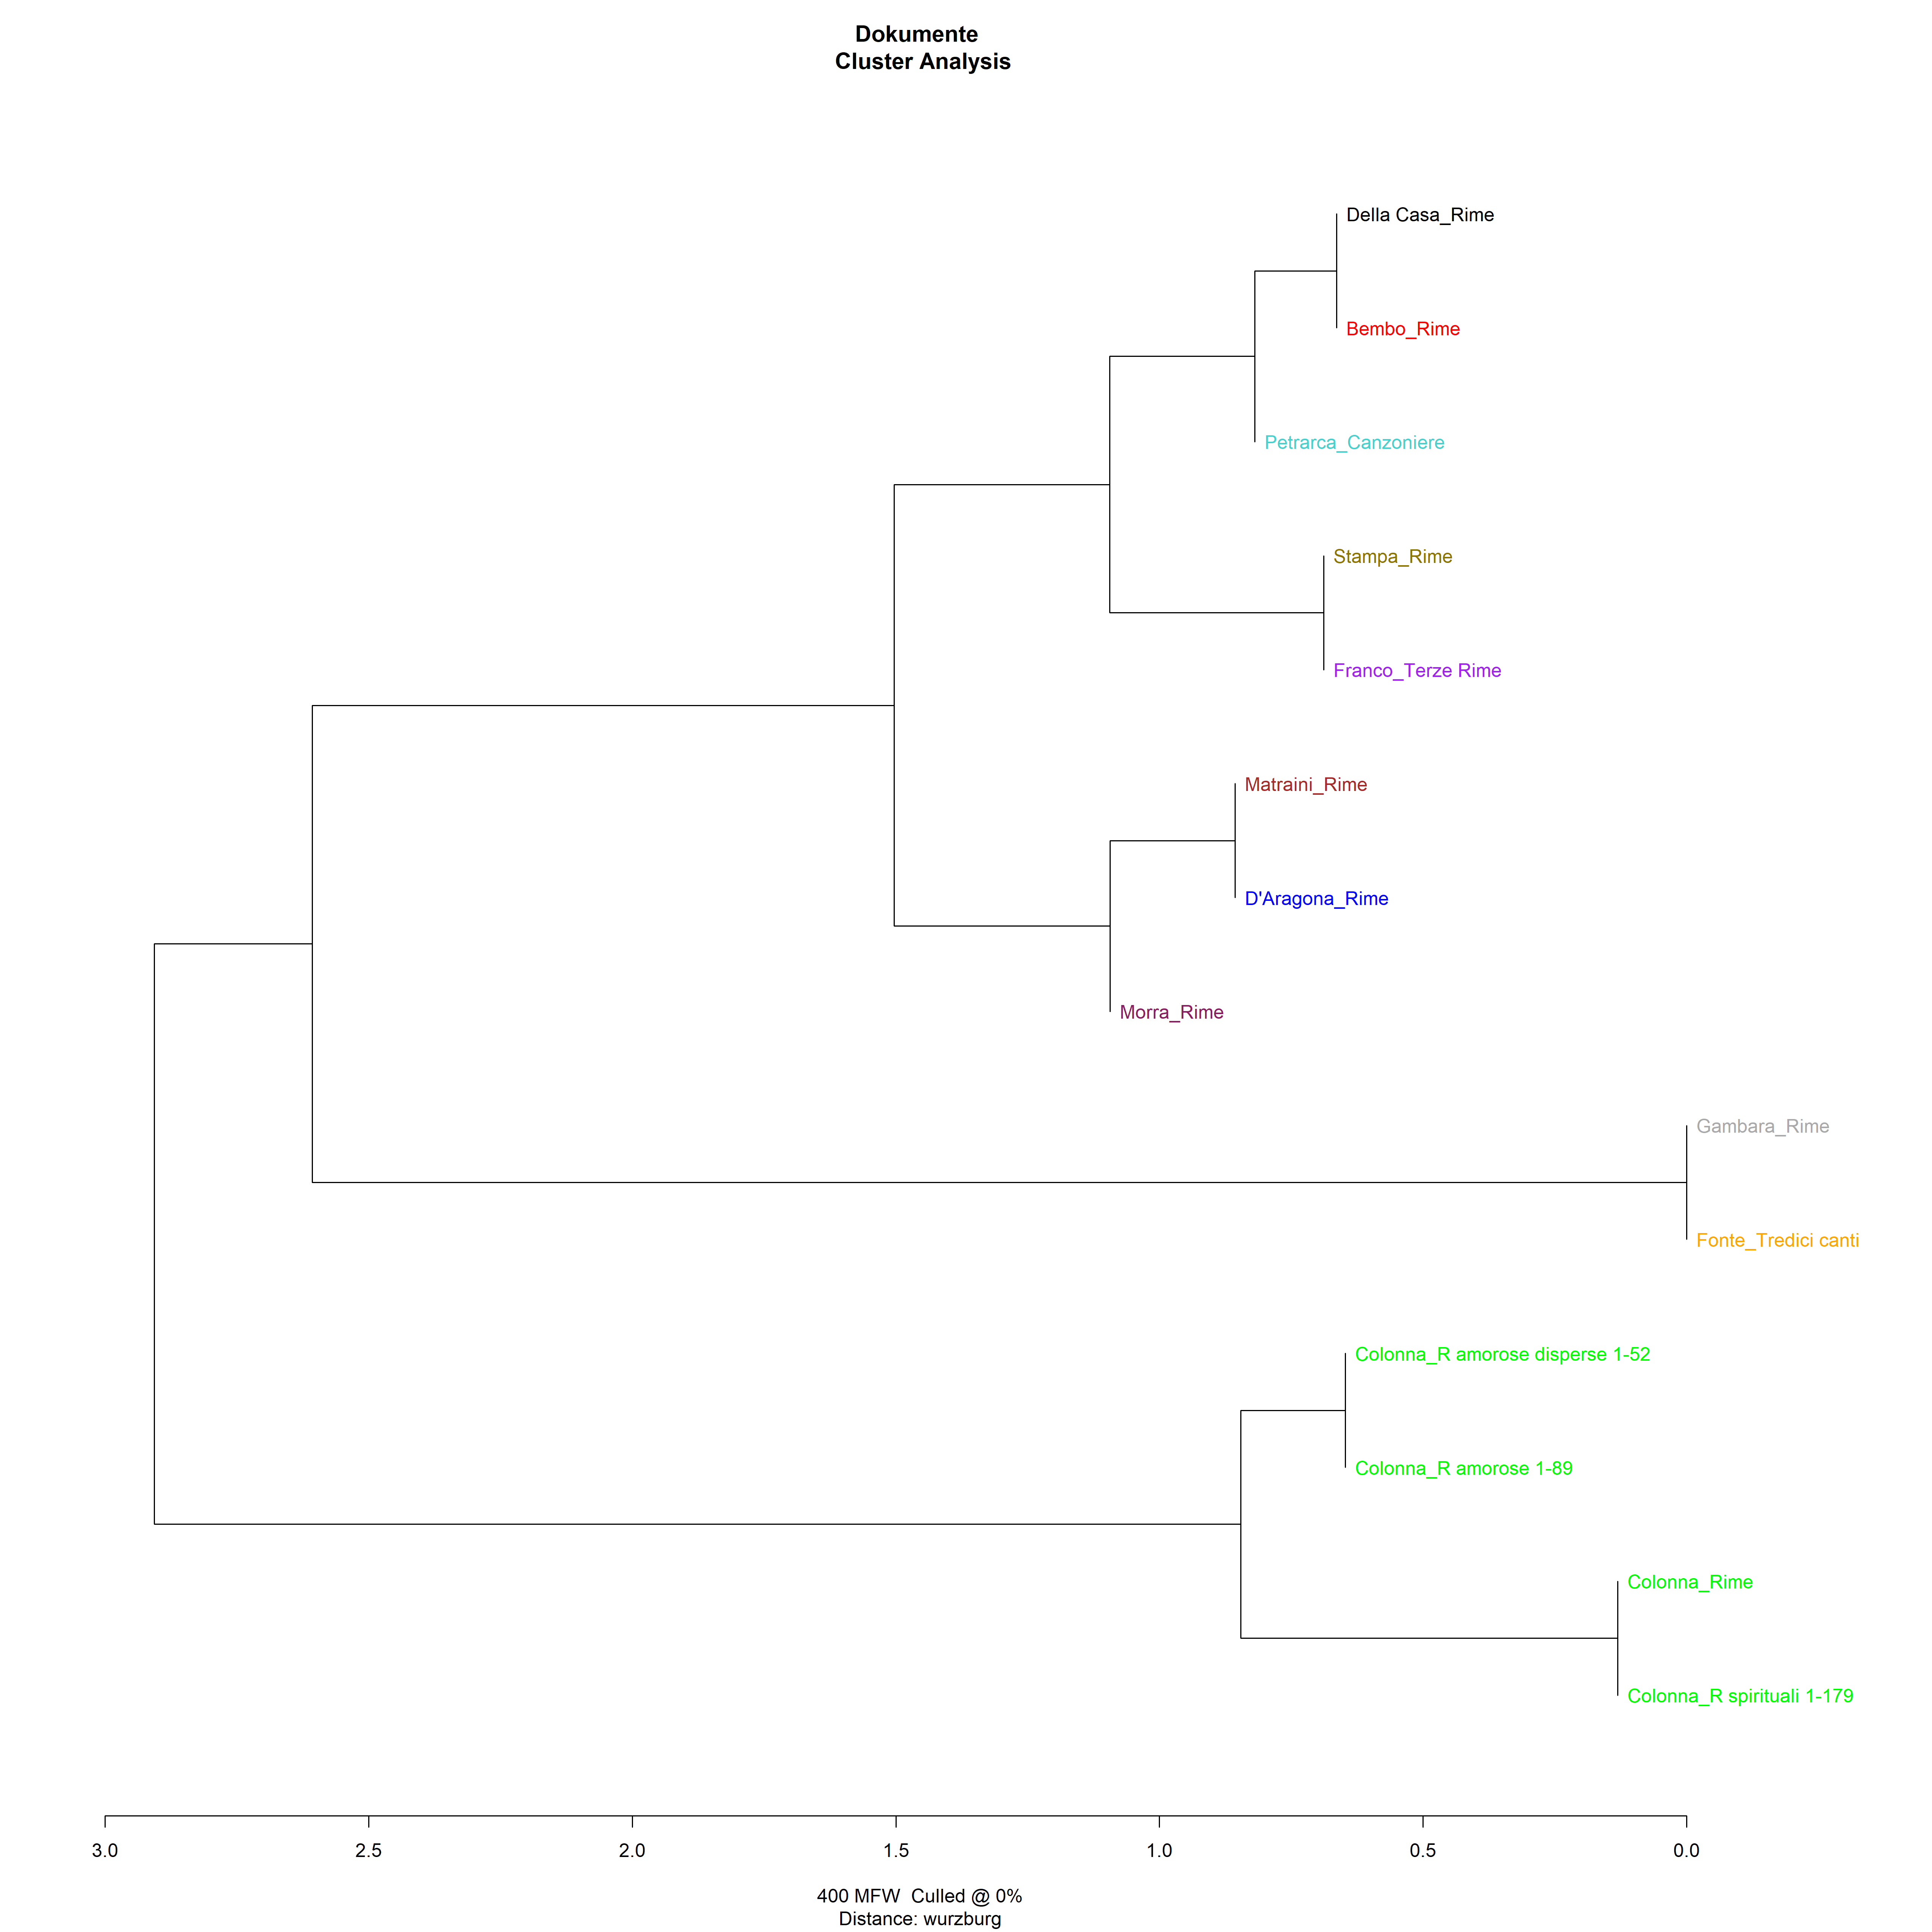 Dokumente
Cluster Analysis
Della Casa_Rime
Bembo_Rime
Petrarca_Canzoniere
Stampa_Rime
Franco_Terze Rime
Matraini_Rime
D'Aragona_Rime
Morra_Rime
Gambara_Rime
Fonte_Tredici canti
Colonna_R amorose disperse 1-52
Colonna_R amorose 1-89
Colonna_Rime
Colonna_R spirituali 1-179
3.0 2.5 2.0 1.5 1.0 0.5 0.0
400 MFW  Culled @ 0%
Distance: wurzburg